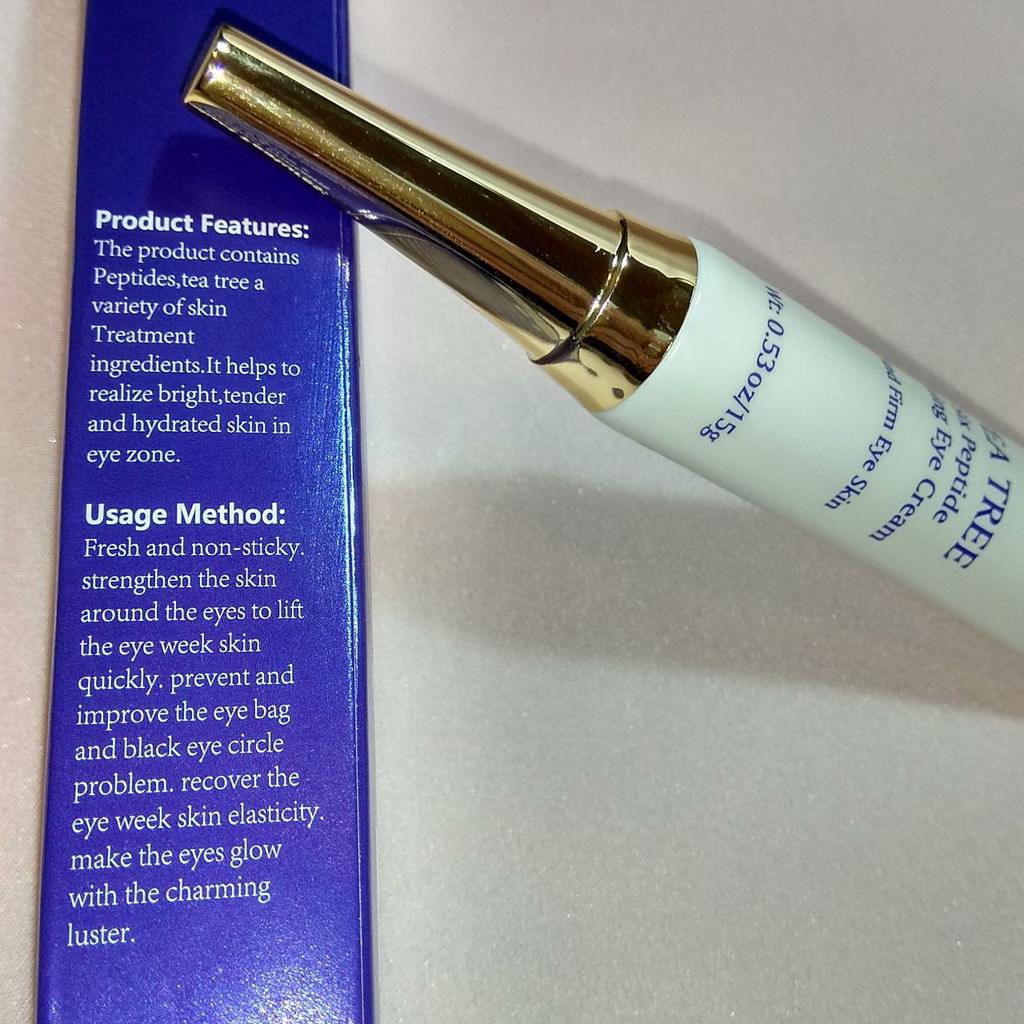 Product Features:
The product contains
Peptides,tea tree a
variety of skin
Treatment
ingredients.It helps to
realize bright,tender
and hydrated skin in
eye zone.
Usage Method:
Fresh and non-sticky.
strengthen the skin
around the eyes to lift
the eye week skin
quickly. prevent and
improve the eye bag
and black eye circle
problem. recover the
eye week skin elasticity.
make the eyes glow
with the charming
luster.
TREE
Peptide
Eye Cream
Firm Eye Skin
0.53oz/15g